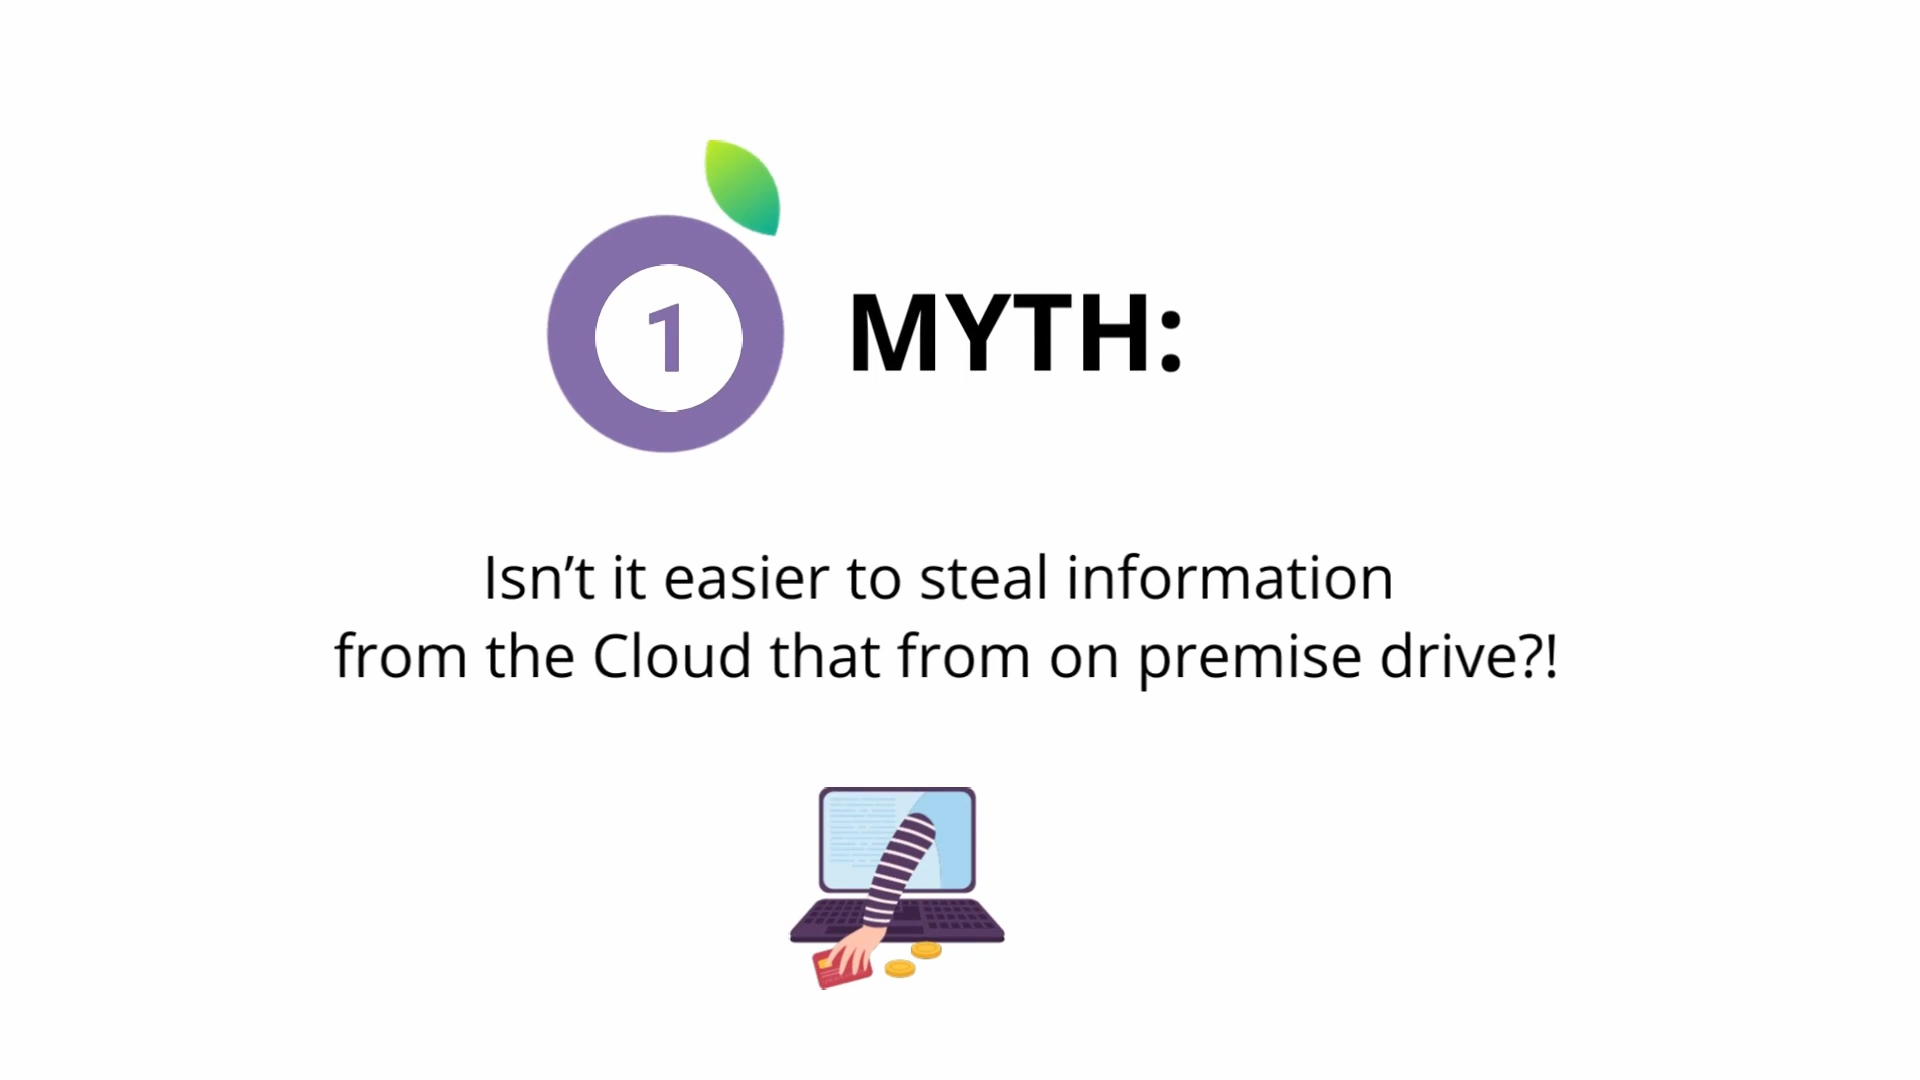 1
MYTH:
Isn’t it easier to steal information
from the Cloud that from on premise drive?!